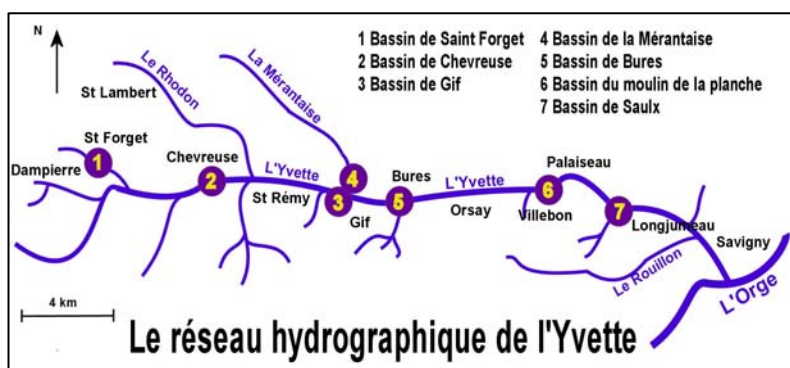 N
Le Rhodon
La Mérantaise
1 Bassin de Saint Forget
2 Bassin de Chevreuse
3 Bassin de Gif
4 Bassin de la Mérantaise
5 Bassin de Bures
6 Bassin du moulin de la planche
7 Bassin de Saulx
St Lambert
St Forget
1
Dampierre
Chevreuse
2
L'Yvette
St Rémy
4
3
Gif
Bures
5
L'Yvette
Orsay
Palaiseau
6
Villebon
7
Longjumeau
Savigny
Le Rouillon
L'Orge
4 km
Le réseau hydrographique de l'Yvette